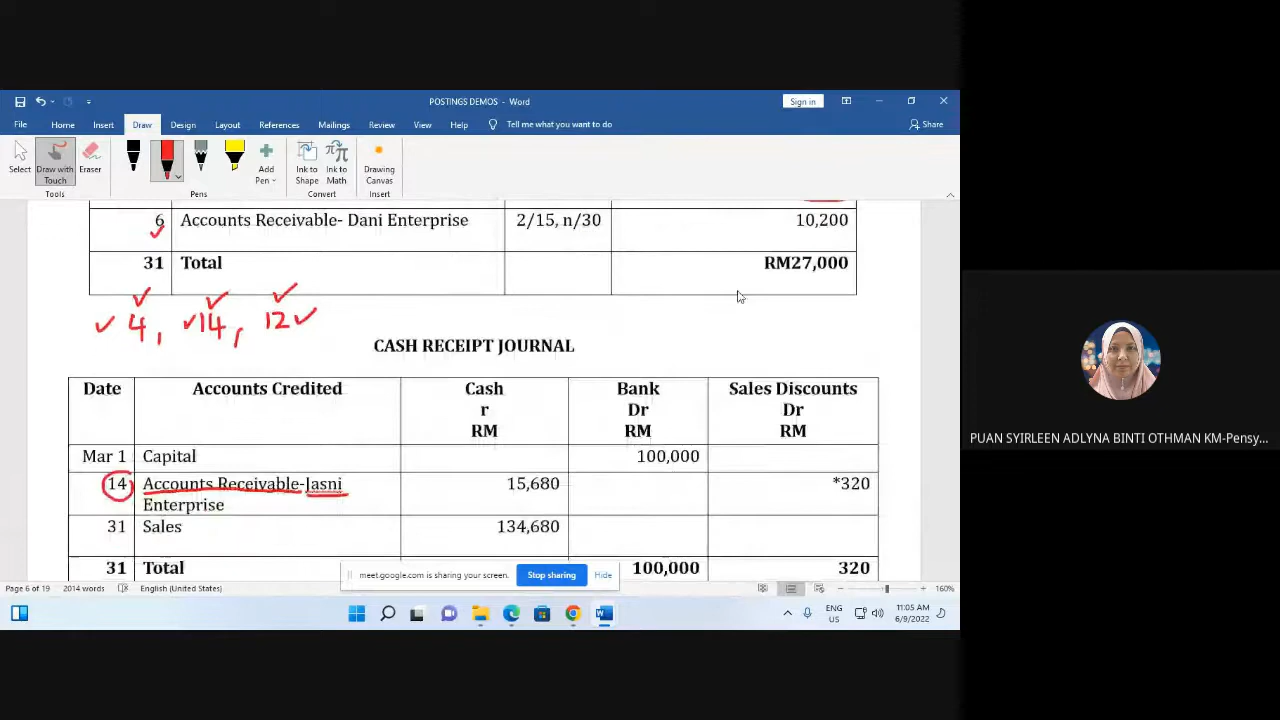 POSTINGS DEMOS - Word
Sign in
File Home Insert Draw Design Layout References Mailings Review View Help Tell me what you want to do Share
Select Draw with Touch Eraser Add Pen Ink to Shape Ink to Math Drawing Canvas
Tools Pens Convert Insert
6 Accounts Receivable- Dani Enterprise 2/15, n/30 10,200
31 Total RM27,000
4, 14, 12
CASH RECEIPT JOURNAL
Date Accounts Credited Cash r RM Bank Dr RM Sales Discounts Dr RM
Mar 1 Capital 100,000
14 Accounts Receivable-Jasni Enterprise 15,680 *320
31 Sales 134,680
31 Total 100,000 320
meet.google.com is sharing your screen. Stop sharing Hide
Page 6 of 19 2014 words English (United States) 160%
ENG US 11:05 AM 6/9/2022
PUAN SYIRLEEN ADLYNA BINTI OTHMAN KM-Pensy...